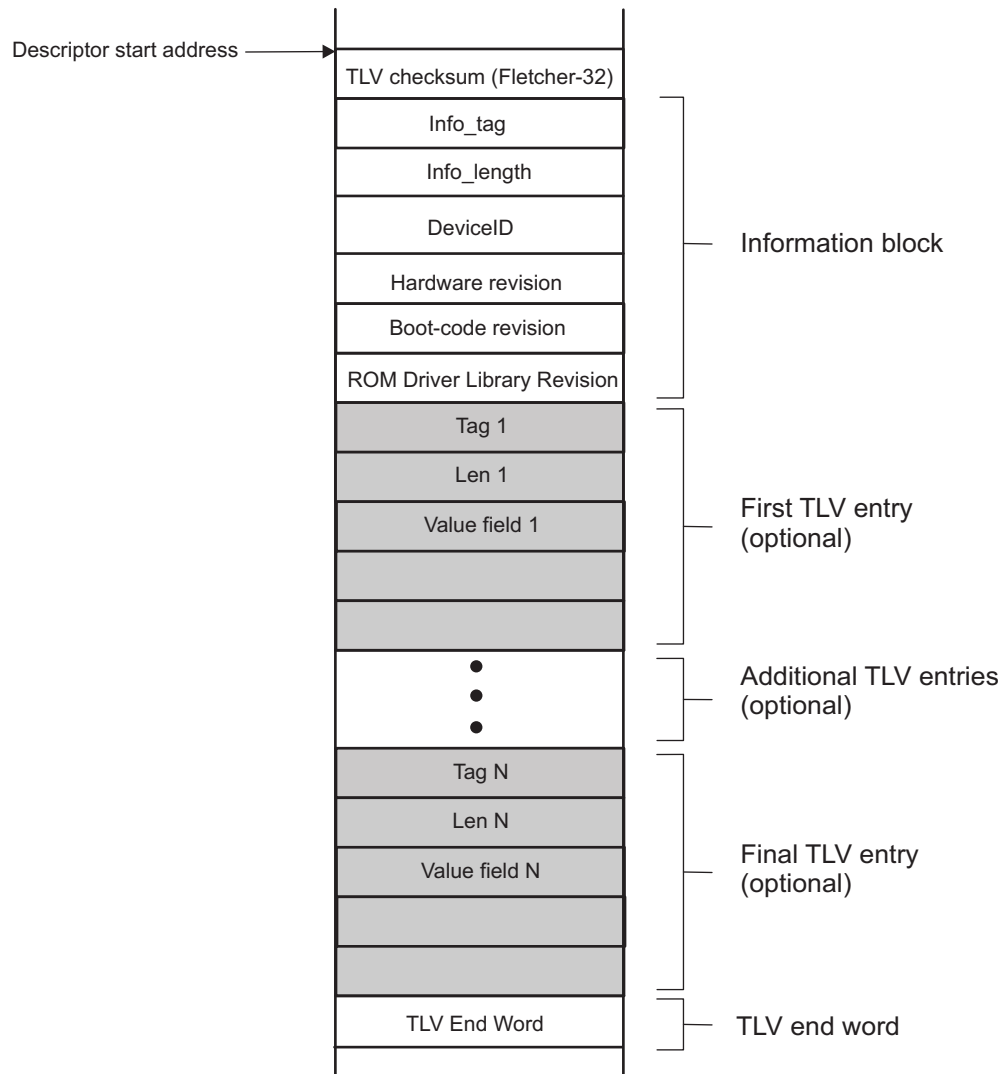 Descriptor start address
TLV checksum (Fletcher-32)
Info_tag
Info_length
DeviceID
Hardware revision
Boot-code revision
ROM Driver Library Revision
Information block
Tag 1
Len 1
Value field 1
First TLV entry
(optional)
Additional TLV entries
(optional)
Tag N
Len N
Value field N
Final TLV entry
(optional)
TLV End Word
TLV end word